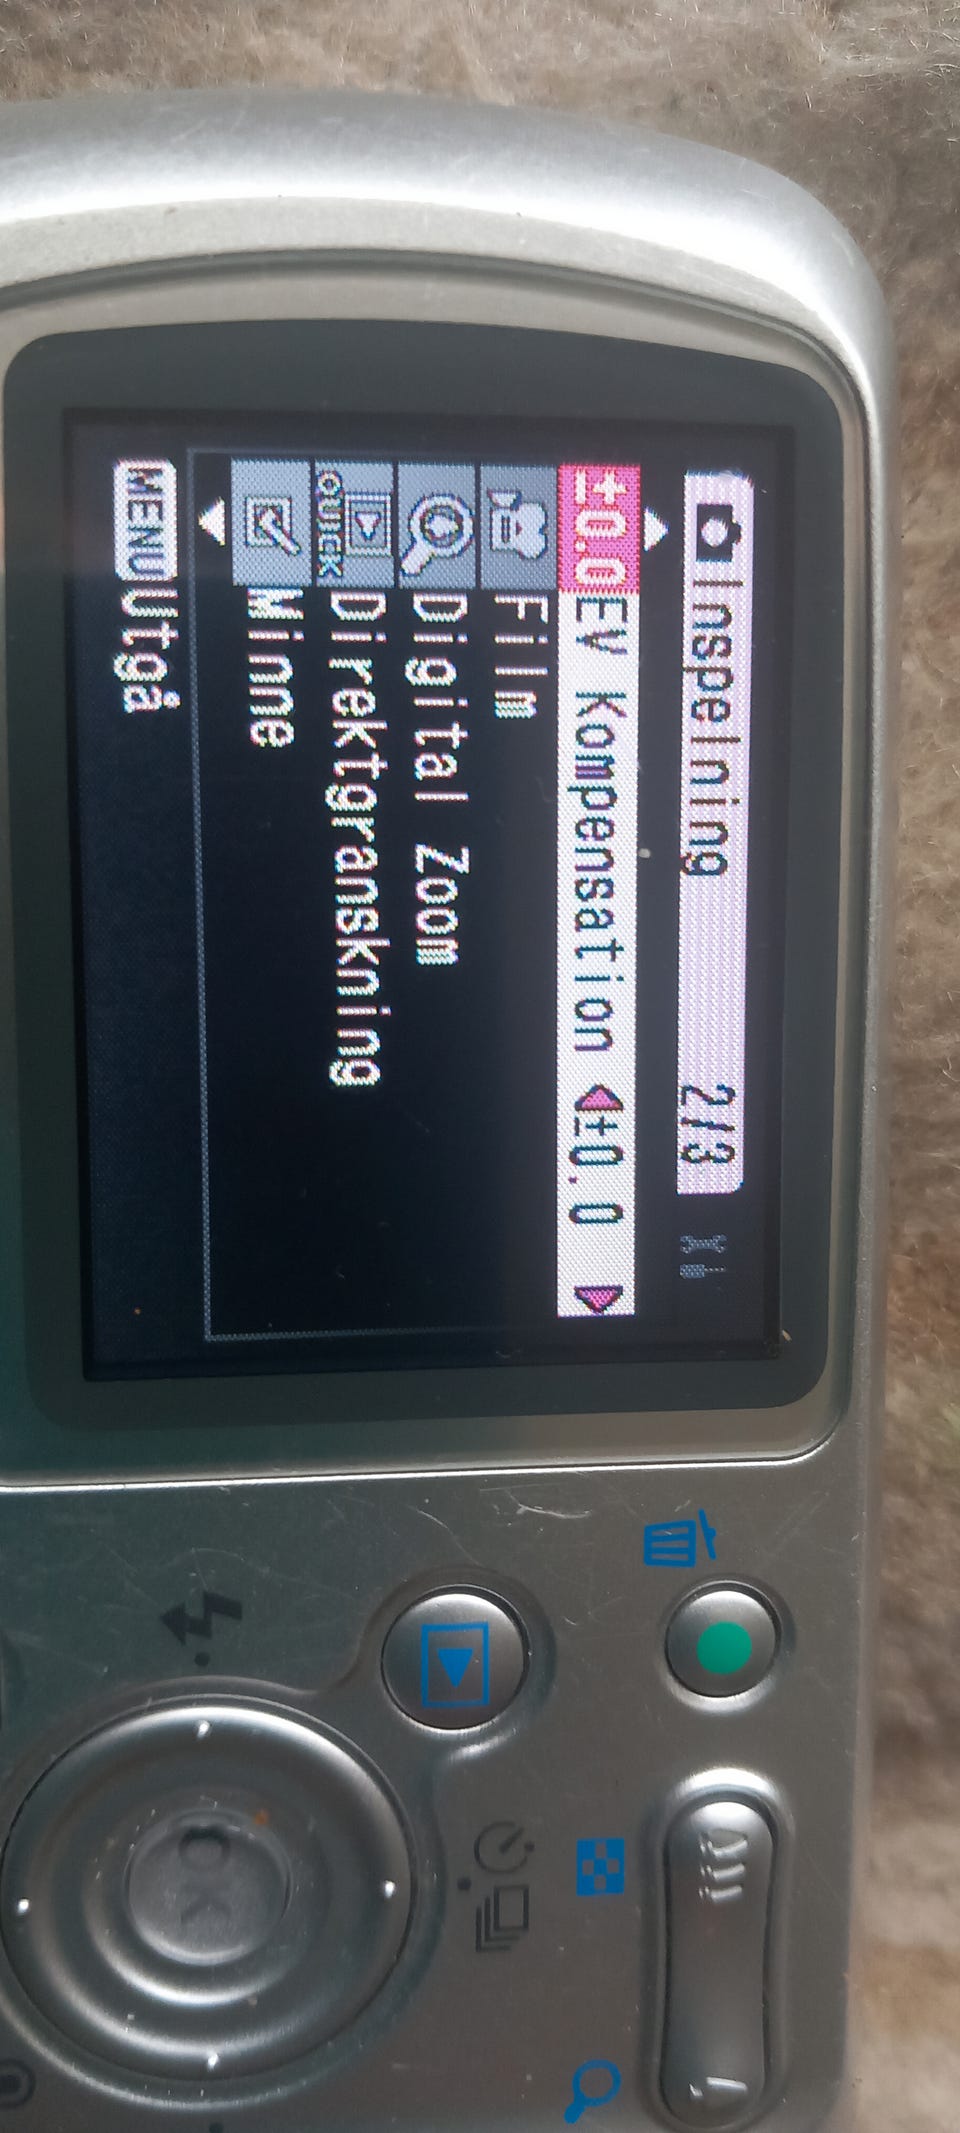 Inspelning 2/3
±0.0 EV Kompensation ±0.0
Film
Digital Zoom
QUICK Direktgranskning
Minne
MENU Utgå
OK